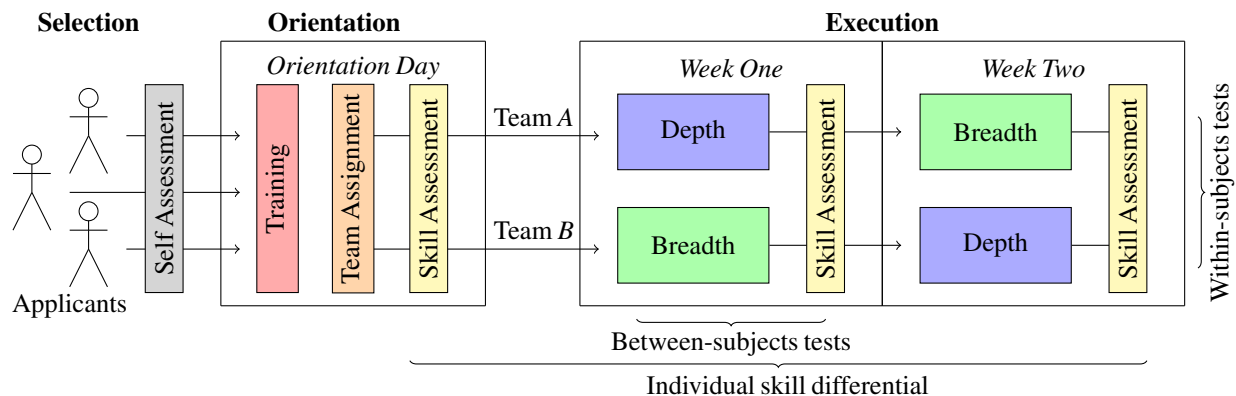 Selection
Orientation
Execution
Orientation Day
Week One
Week Two
Applicants
Self Assessment
Training
Team Assignment
Skill Assessment
Team A
Team B
Depth
Breadth
Skill Assessment
Breadth
Depth
Skill Assessment
Within-subjects tests
Between-subjects tests
Individual skill differential